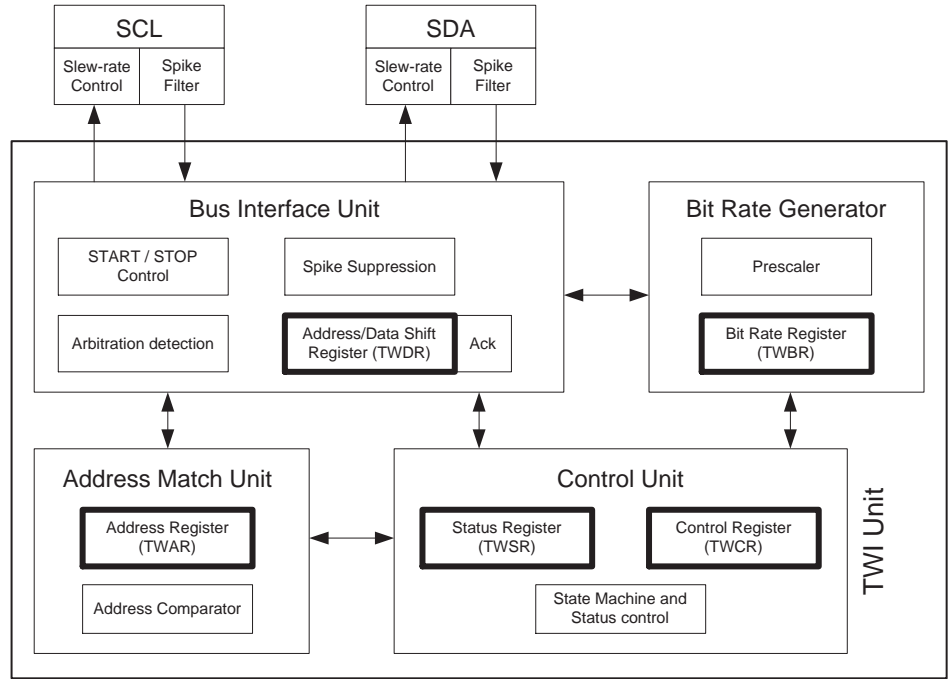 SCL
Slew-rate
Control
Spike
Filter
SDA
Slew-rate
Control
Spike
Filter
Bus Interface Unit
START / STOP
Control
Spike Suppression
Arbitration detection
Address/Data Shift
Register (TWDR)
Ack
Bit Rate Generator
Prescaler
Bit Rate Register
(TWBR)
Address Match Unit
Address Register
(TWAR)
Address Comparator
Control Unit
Status Register
(TWSR)
Control Register
(TWCR)
State Machine and
Status control
TWI Unit